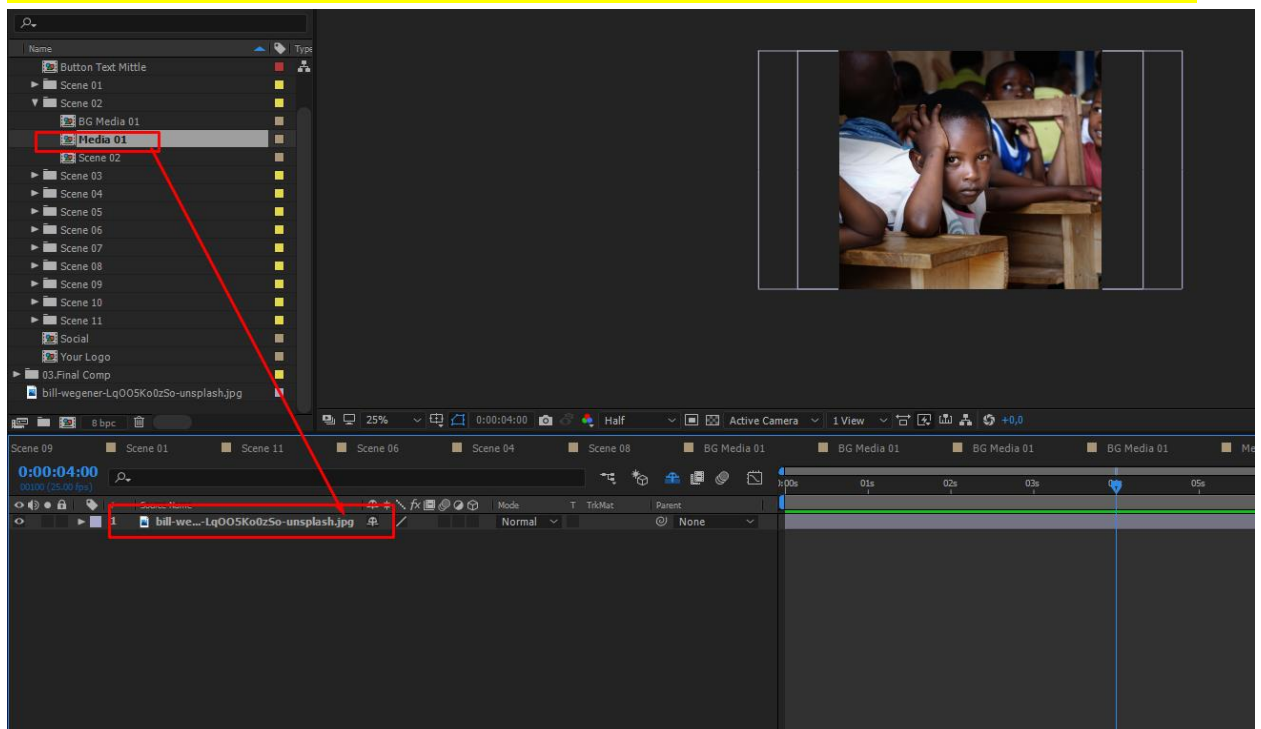 Name Type
Button Text Mittle
Scene 01
Scene 02
BG Media 01
Media 01
Scene 02
Scene 03
Scene 04
Scene 05
Scene 06
Scene 07
Scene 08
Scene 09
Scene 10
Scene 11
Social
Your Logo
03.Final Comp
bill-wegener-LqOO5Ko0zSo-unsplash.jpg
8 bpc
25% 0:00:04:00 Half Active Camera 1 View +0,0
Scene 09 Scene 01 Scene 11 Scene 06 Scene 04 Scene 08 BG Media 01 BG Media 01 BG Media 01 BG Media 01 Me
0:00:04:00
00100 (25.00 fps)
01s 02s 03s 05s
Source Name fx Mode T TrkMat Parent
1 bill-we...-LqOO5Ko0zSo-unsplash.jpg Normal None